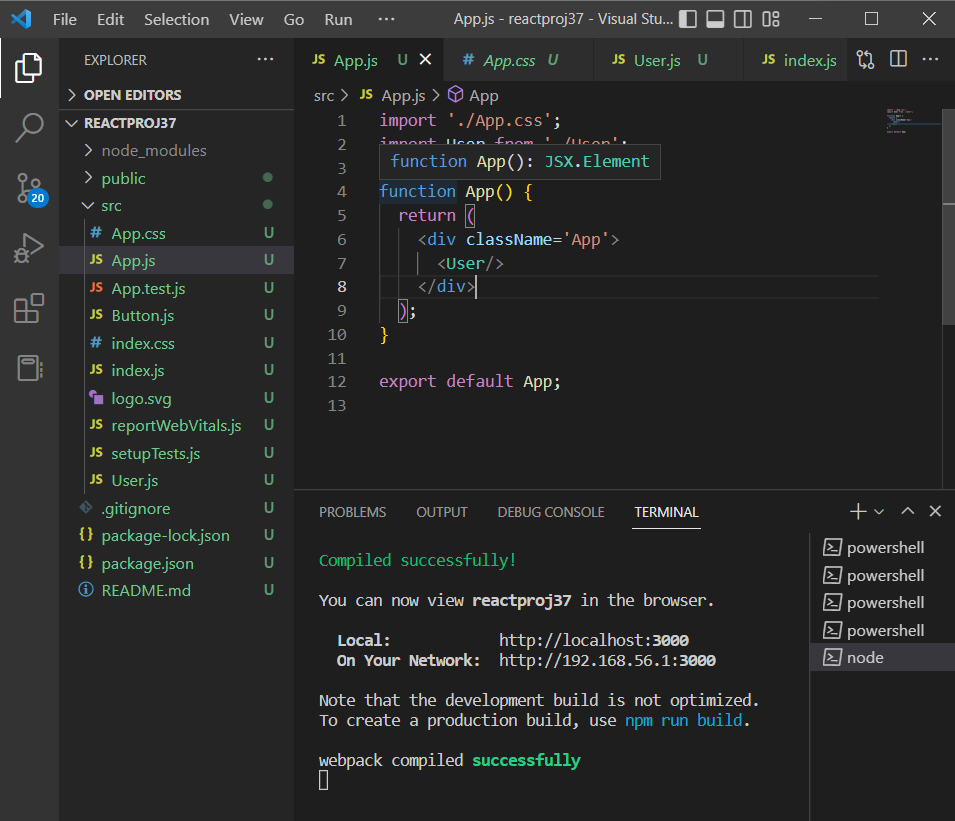 File Edit Selection View Go Run ··· App.js - reactproj37 - Visual Stu...
EXPLORER ···
OPEN EDITORS
REACTPROJ37
node_modules
public
src
# App.css U
JS App.js U
JS App.test.js U
JS Button.js U
# index.css U
JS index.js U
logo.svg U
JS reportWebVitals.js U
JS setupTests.js U
JS User.js U
.gitignore U
{} package-lock.json U
{} package.json U
README.md U
20
JS App.js U # App.css U JS User.js U JS index.js ···
src > JS App.js > App
1 import './App.css';
2 import User from './User';
3
function App(): JSX.Element
4 function App() {
5 return (
6 <div className='App'>
7 <User/>
8 </div>
9 );
10 }
11
12 export default App;
13
PROBLEMS OUTPUT DEBUG CONSOLE TERMINAL
Compiled successfully!
You can now view reactproj37 in the browser.
Local: http://localhost:3000
On Your Network: http://192.168.56.1:3000
Note that the development build is not optimized.
To create a production build, use npm run build.
webpack compiled successfully
powershell
powershell
powershell
powershell
node